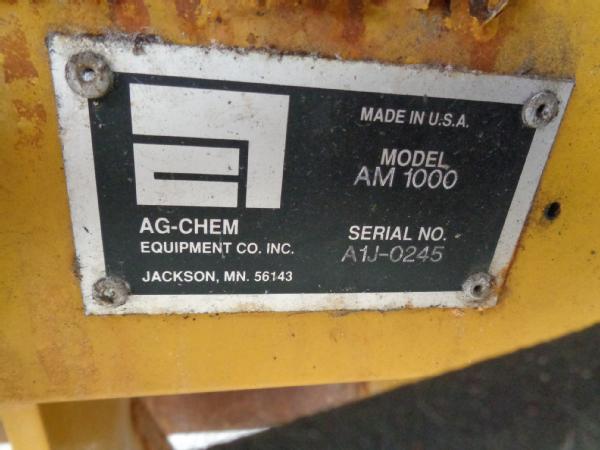 MADE IN U.S.A.
MODEL
AM 1000
AG-CHEM
EQUIPMENT CO. INC.
JACKSON, MN. 56143
SERIAL NO.
A1J-0245